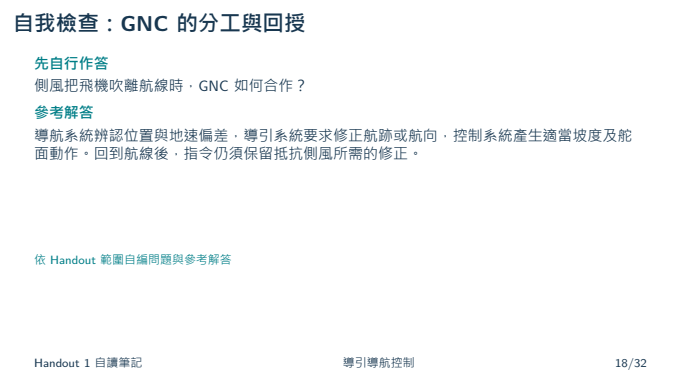 自我檢查：GNC 的分工與回授
先自行作答
側風把飛機吹離航線時，GNC 如何合作？
參考解答
導航系統辨認位置與地速偏差，導引系統要求修正航跡或航向，控制系統產生適當坡度及舵
面動作。回到航線後，指令仍須保留抵抗側風所需的修正。
依 Handout 範圍自編問題與參考解答
Handout 1 自讀筆記
導引導航控制
18/32